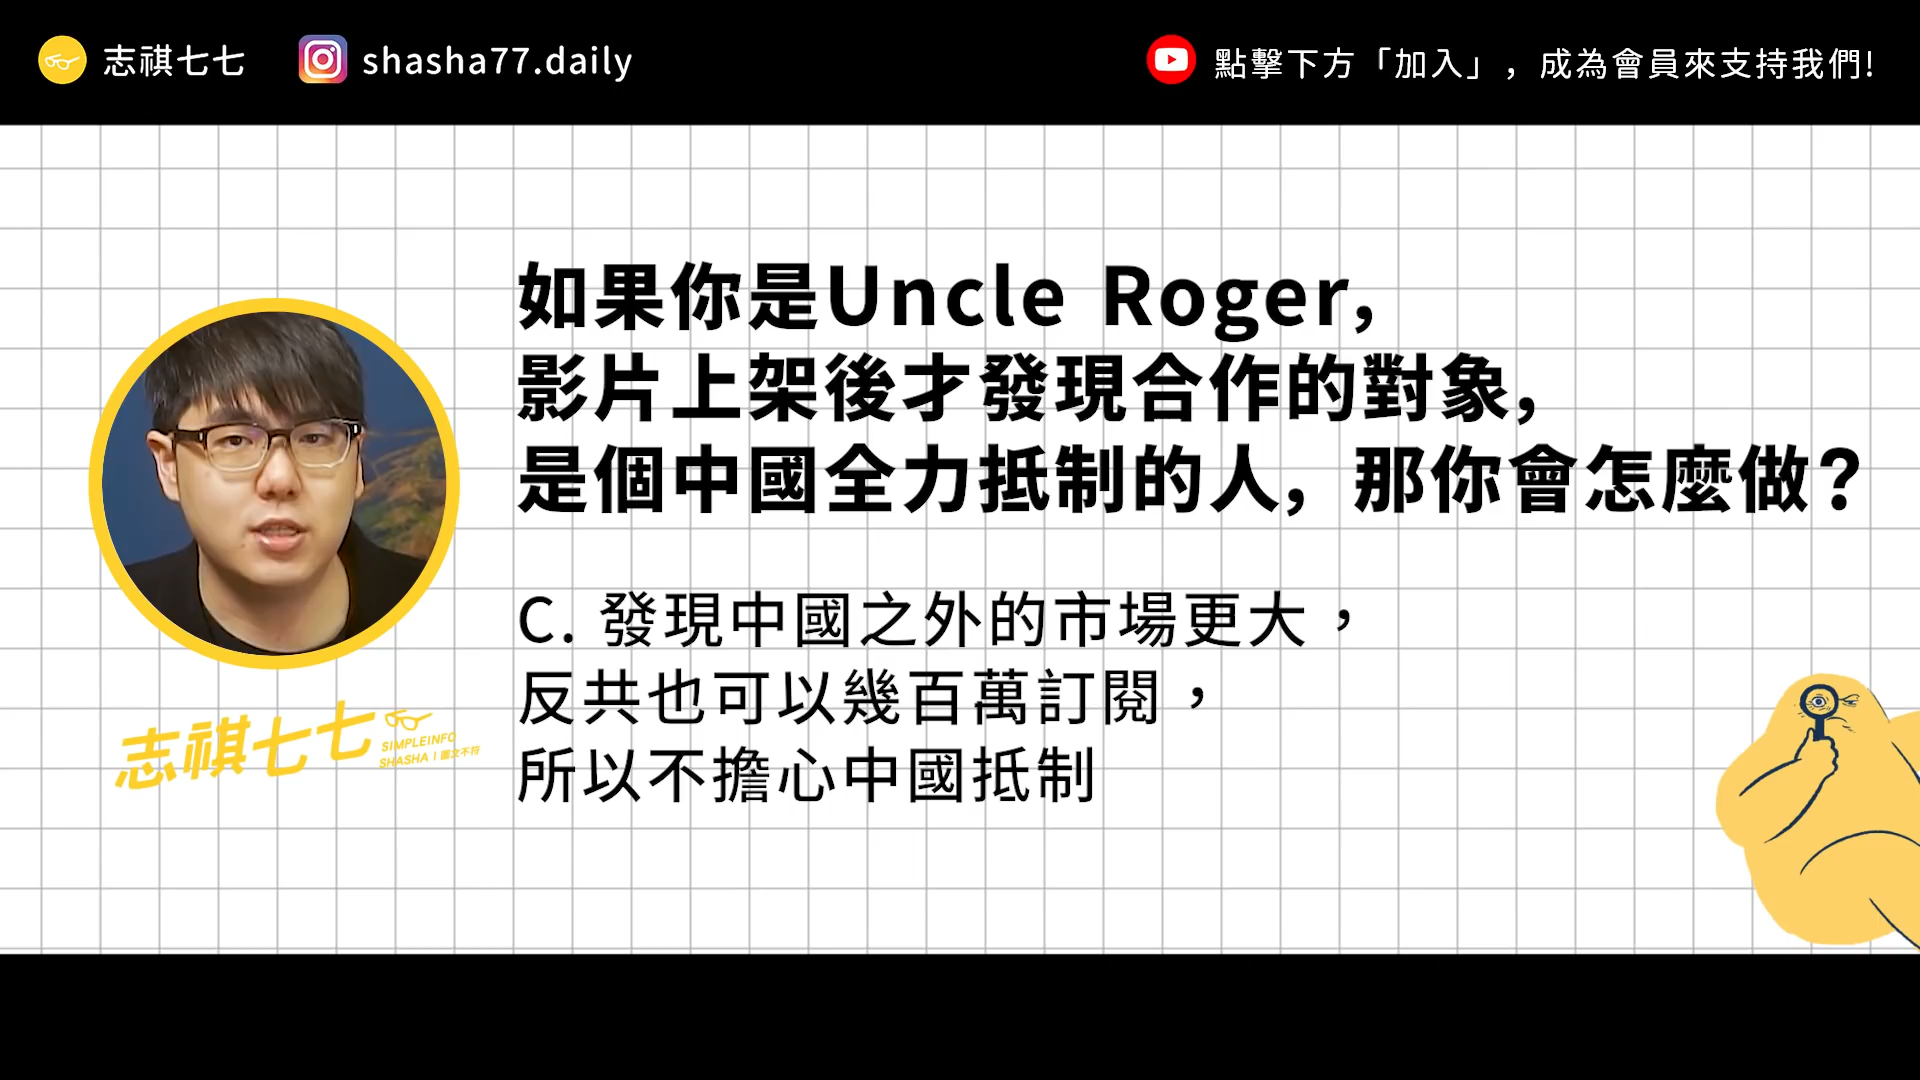 志祺七七
shasha77.daily
點擊下方「加入」，成為會員來支持我們!
如果你是Uncle Roger,
影片上架後才發現合作的對象,
是個中國全力抵制的人, 那你會怎麼做?
C. 發現中國之外的市場更大，
反共也可以幾百萬訂閱，
所以不擔心中國抵制
志祺七七
SIMPLEINFO
SHASHA | 圖文不符